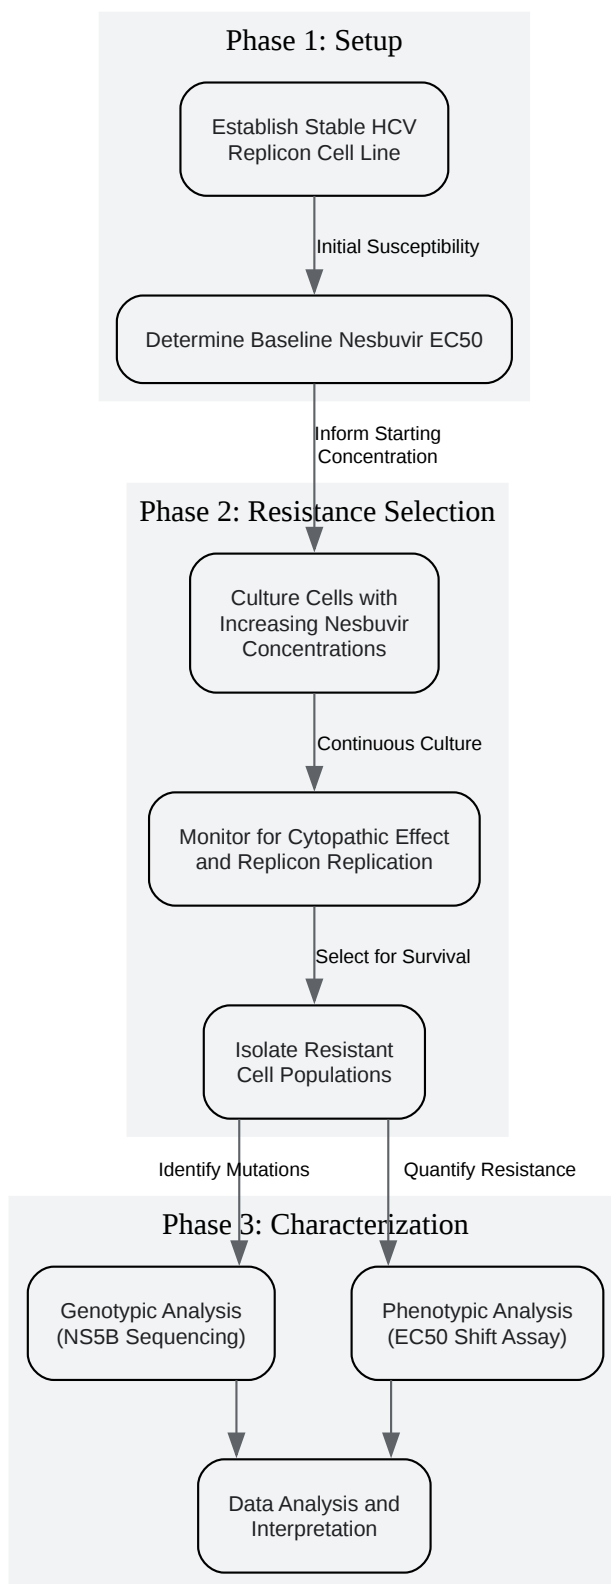 Phase 1: Setup
Establish Stable HCV
Replicon Cell Line
Initial Susceptibility
Determine Baseline Nesbuvir EC50
Inform Starting
Concentration
Phase 2: Resistance Selection
Culture Cells with
Increasing Nesbuvir
Concentrations
Continuous Culture
Monitor for Cytopathic Effect
and Replicon Replication
Select for Survival
Isolate Resistant
Cell Populations
Identify Mutations
Quantify Resistance
Phase 3: Characterization
Genotypic Analysis
(NS5B Sequencing)
Phenotypic Analysis
(EC50 Shift Assay)
Data Analysis and
Interpretation